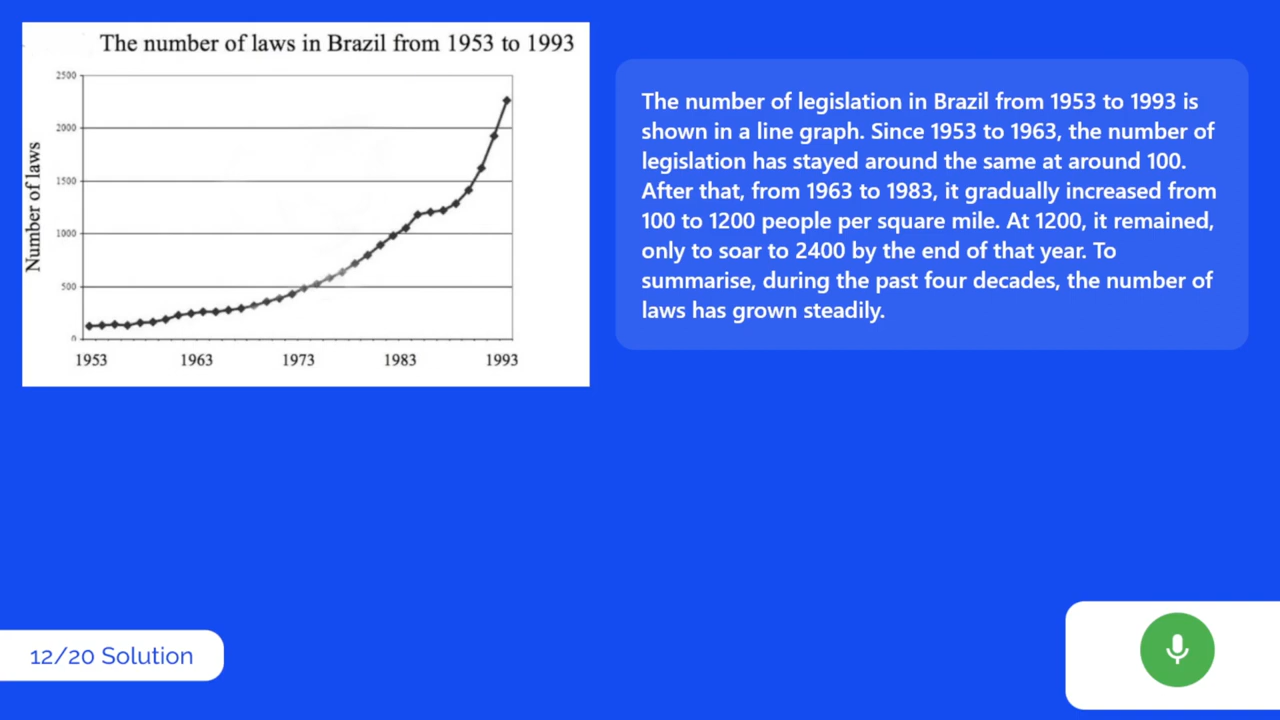 The number of laws in Brazil from 1953 to 1993
Number of laws
2500
2000
1500
1000
500
0
1953 1963 1973 1983 1993
The number of legislation in Brazil from 1953 to 1993 is
shown in a line graph. Since 1953 to 1963, the number of
legislation has stayed around the same at around 100.
After that, from 1963 to 1983, it gradually increased from
100 to 1200 people per square mile. At 1200, it remained,
only to soar to 2400 by the end of that year. To
summarise, during the past four decades, the number of
laws has grown steadily.
12/20 Solution